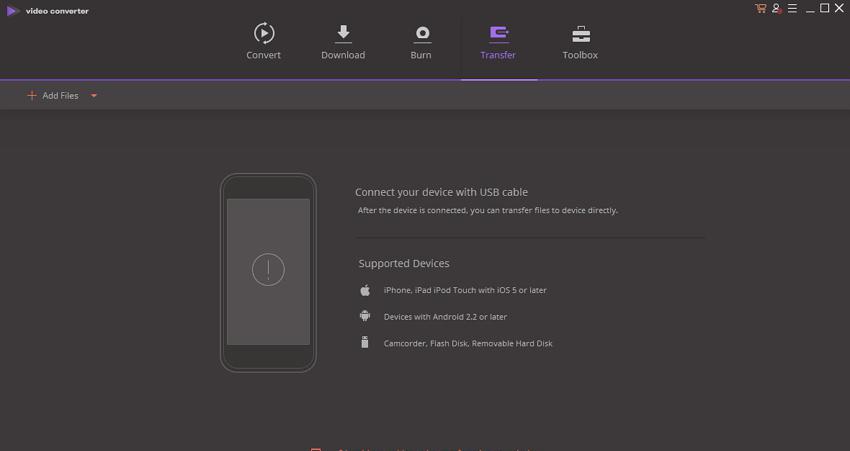 video converter
Convert
Download
Burn
Transfer
Toolbox
Add Files
Connect your device with USB cable
After the device is connected, you can transfer files to device directly.
Supported Devices
iPhone, iPad iPod Touch with iOS 5 or later
Devices with Android 2.2 or later
Camcorder, Flash Disk, Removable Hard Disk